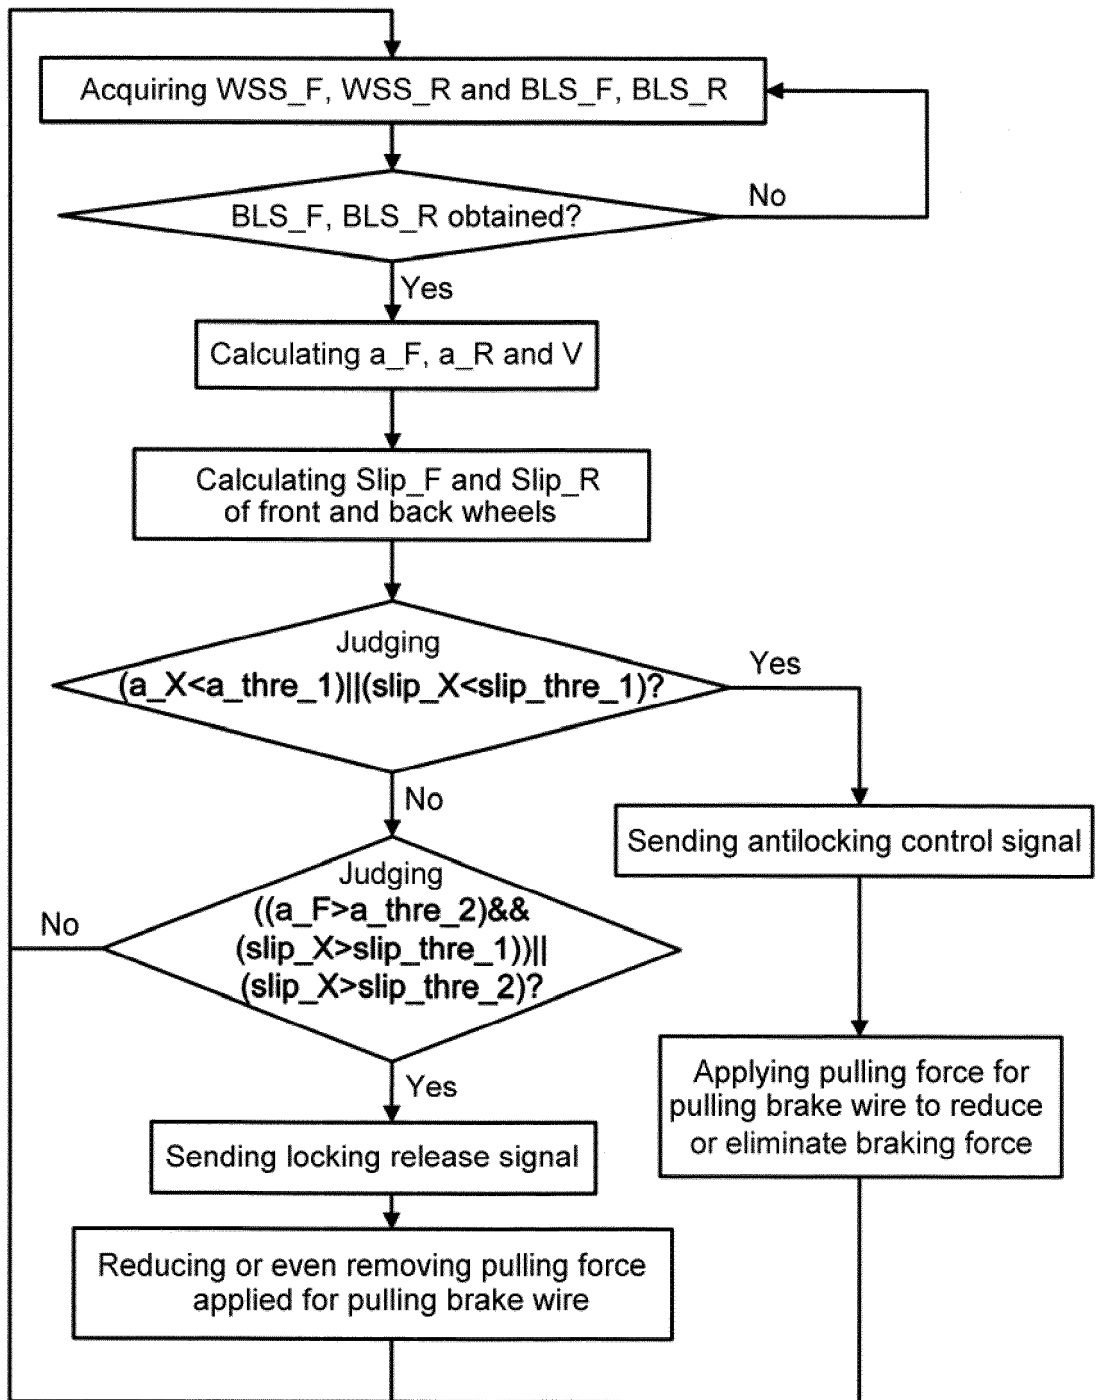 Acquiring WSS_F, WSS_R and BLS_F, BLS_R
BLS_F, BLS_R obtained?
No
Yes
Calculating a_F, a_R and V
Calculating Slip_F and Slip_R
of front and back wheels
Judging
(a_X<a_thre_1)||(slip_X<slip_thre_1)?
Yes
No
Sending antilocking control signal
Judging
((a_F>a_thre_2)&&
(slip_X>slip_thre_1))||
(slip_X>slip_thre_2)?
No
Yes
Applying pulling force for
pulling brake wire to reduce
or eliminate braking force
Sending locking release signal
Reducing or even removing pulling force
applied for pulling brake wire